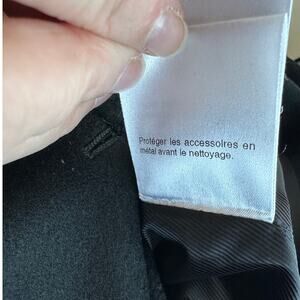 Protéger les accessoires en
métal avant le nettoyage.